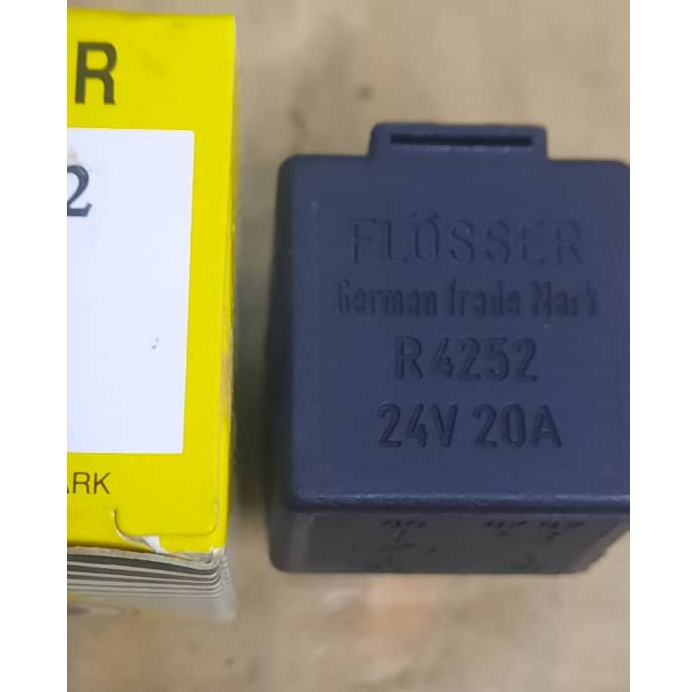 R
2
ARK
FLÖSSER
German Trade Mark
R 4252
24V 20A